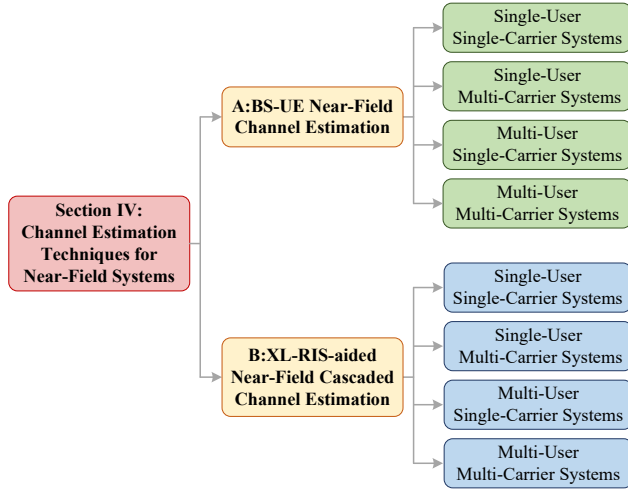 Section IV:
Channel Estimation
Techniques for
Near-Field Systems
A:BS-UE Near-Field
Channel Estimation
Single-User
Single-Carrier Systems
Single-User
Multi-Carrier Systems
Multi-User
Single-Carrier Systems
Multi-User
Multi-Carrier Systems
B:XL-RIS-aided
Near-Field Cascaded
Channel Estimation
Single-User
Single-Carrier Systems
Single-User
Multi-Carrier Systems
Multi-User
Single-Carrier Systems
Multi-User
Multi-Carrier Systems